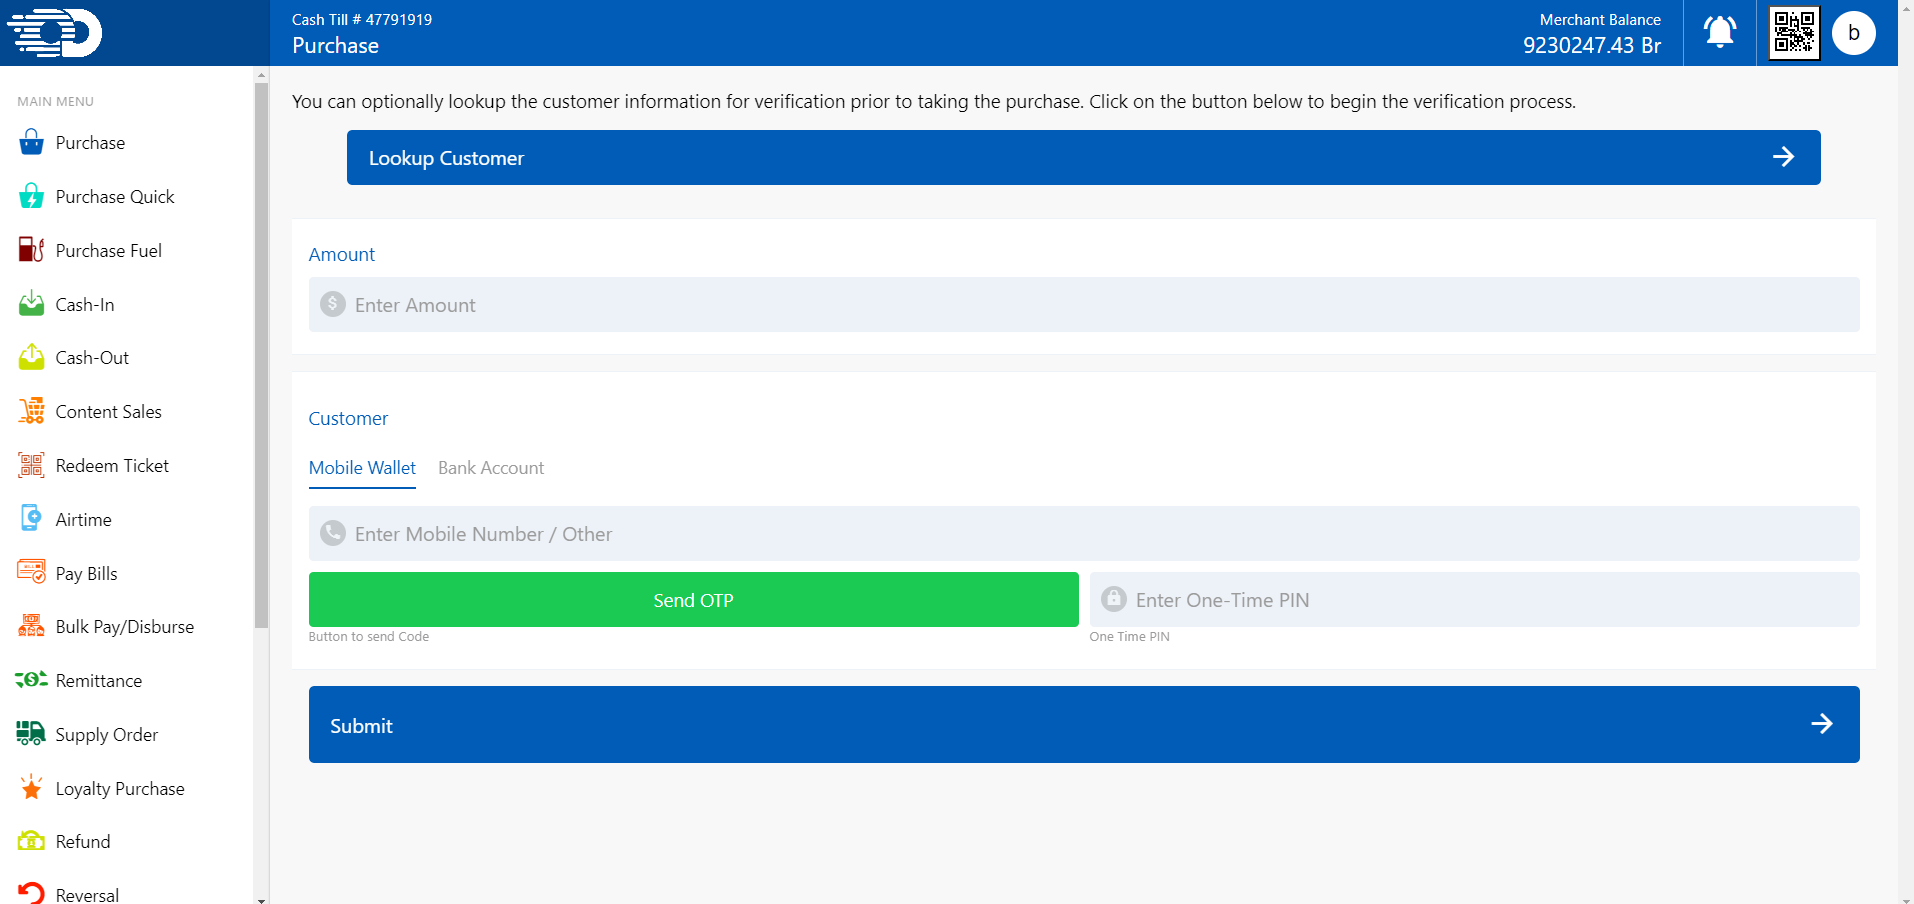 Cash Till # 47791919
Purchase
Merchant Balance
9230247.43 Br
b
MAIN MENU
Purchase
Purchase Quick
Purchase Fuel
Cash-In
Cash-Out
Content Sales
Redeem Ticket
Airtime
Pay Bills
Bulk Pay/Disburse
Remittance
Supply Order
Loyalty Purchase
Refund
Reversal
You can optionally lookup the customer information for verification prior to taking the purchase. Click on the button below to begin the verification process.
Lookup Customer
Amount
Enter Amount
Customer
Mobile Wallet Bank Account
Enter Mobile Number / Other
Send OTP
Enter One-Time PIN
Button to send Code
One Time PIN
Submit